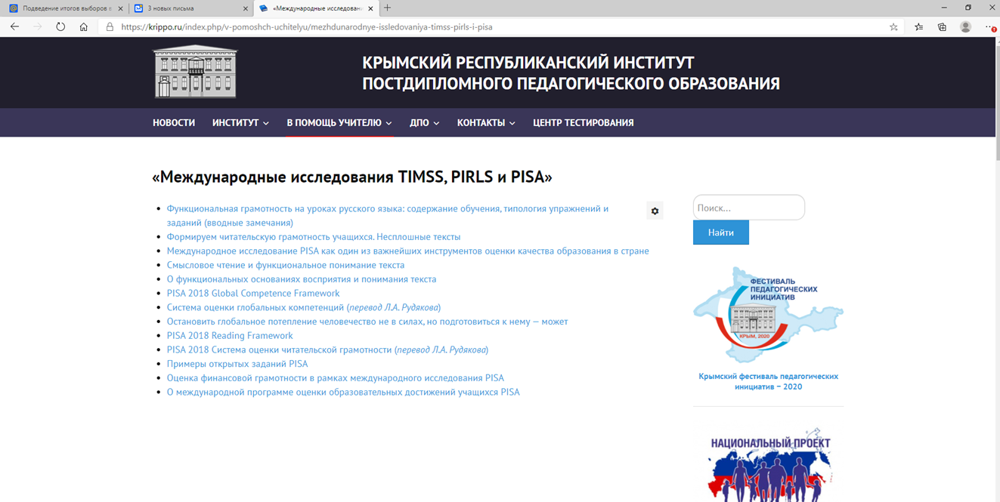 Подведение итогов выборов в
3 новых письма
«Международные исследован
https://krippo.ru/index.php/v-pomoshch-uchitelyu/mezhdunarodnye-issledovaniya-timss-pirls-i-pisa
КРЫМСКИЙ РЕСПУБЛИКАНСКИЙ ИНСТИТУТ
ПОСТДИПЛОМНОГО ПЕДАГОГИЧЕСКОГО ОБРАЗОВАНИЯ
НОВОСТИ ИНСТИТУТ В ПОМОЩЬ УЧИТЕЛЮ ДПО КОНТАКТЫ ЦЕНТР ТЕСТИРОВАНИЯ
«Международные исследования TIMSS, PIRLS и PISA»
Функциональная грамотность на уроках русского языка: содержание обучения, типология упражнений и
заданий (вводные замечания)
Формируем читательскую грамотность учащихся. Несплошные тексты
Международное исследование PISA как один из важнейших инструментов оценки качества образования в стране
Смысловое чтение и функциональное понимание текста
О функциональных основаниях восприятия и понимания текста
PISA 2018 Global Competence Framework
Система оценки глобальных компетенций (перевод Л.А. Рудякова)
Остановить глобальное потепление человечество не в силах, но подготовиться к нему — может
PISA 2018 Reading Framework
PISA 2018 Система оценки читательской грамотности (перевод Л.А. Рудякова)
Примеры открытых заданий PISA
Оценка финансовой грамотности в рамках международного исследования PISA
О международной программе оценки образовательных достижений учащихся PISA
Поиск...
Найти
ФЕСТИВАЛЬ
ПЕДАГОГИЧЕСКИХ
ИНИЦИАТИВ
КРЫМ, 2020
Крымский фестиваль педагогических
инициатив – 2020
НАЦИОНАЛЬНЫЙ ПРОЕКТ